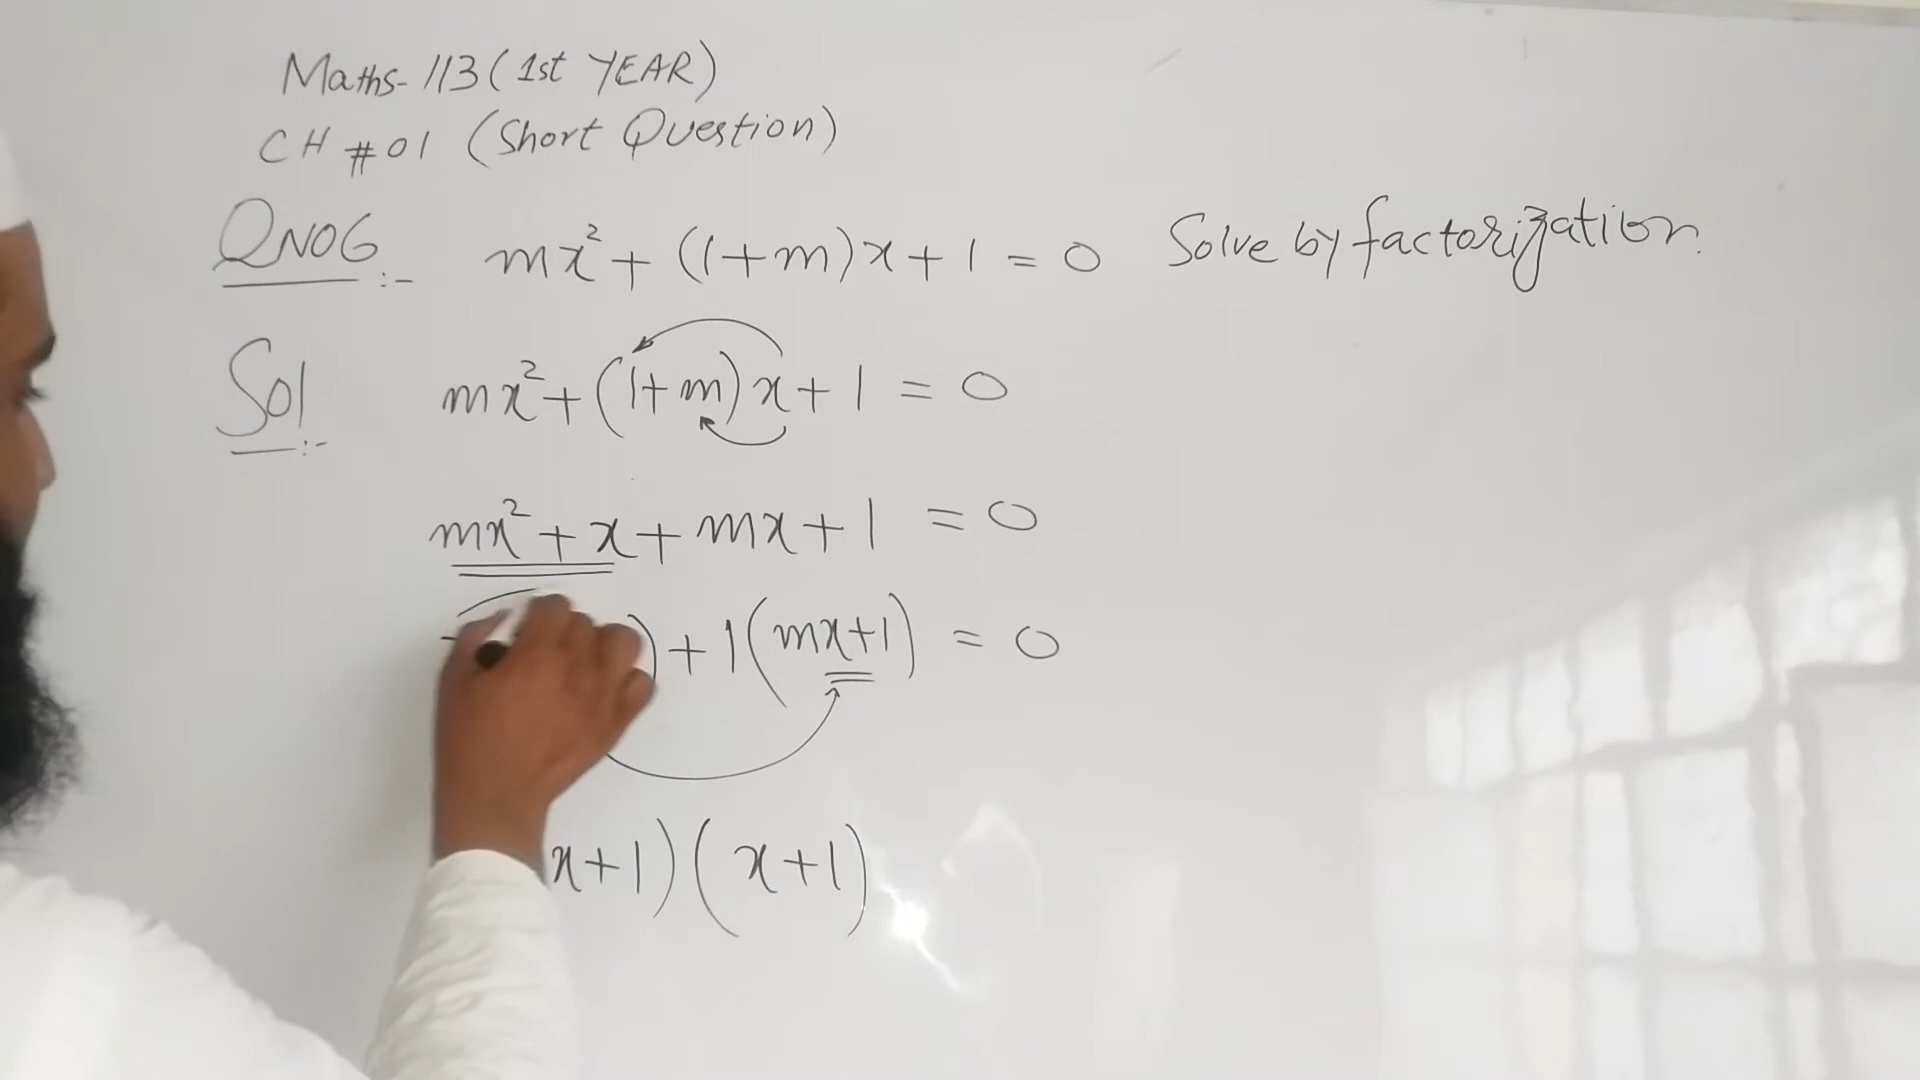 Maths- 113 (1st YEAR)
CH #01 (Short Question)
QNO6 :- mx² + (1+m)x+1 = 0 Solve by factorization.
Sol :- mx² + (1+m)x+1 = 0
mx² + x + mx + 1 = 0
) + 1(mx+1) = 0
x+1)(x+1)